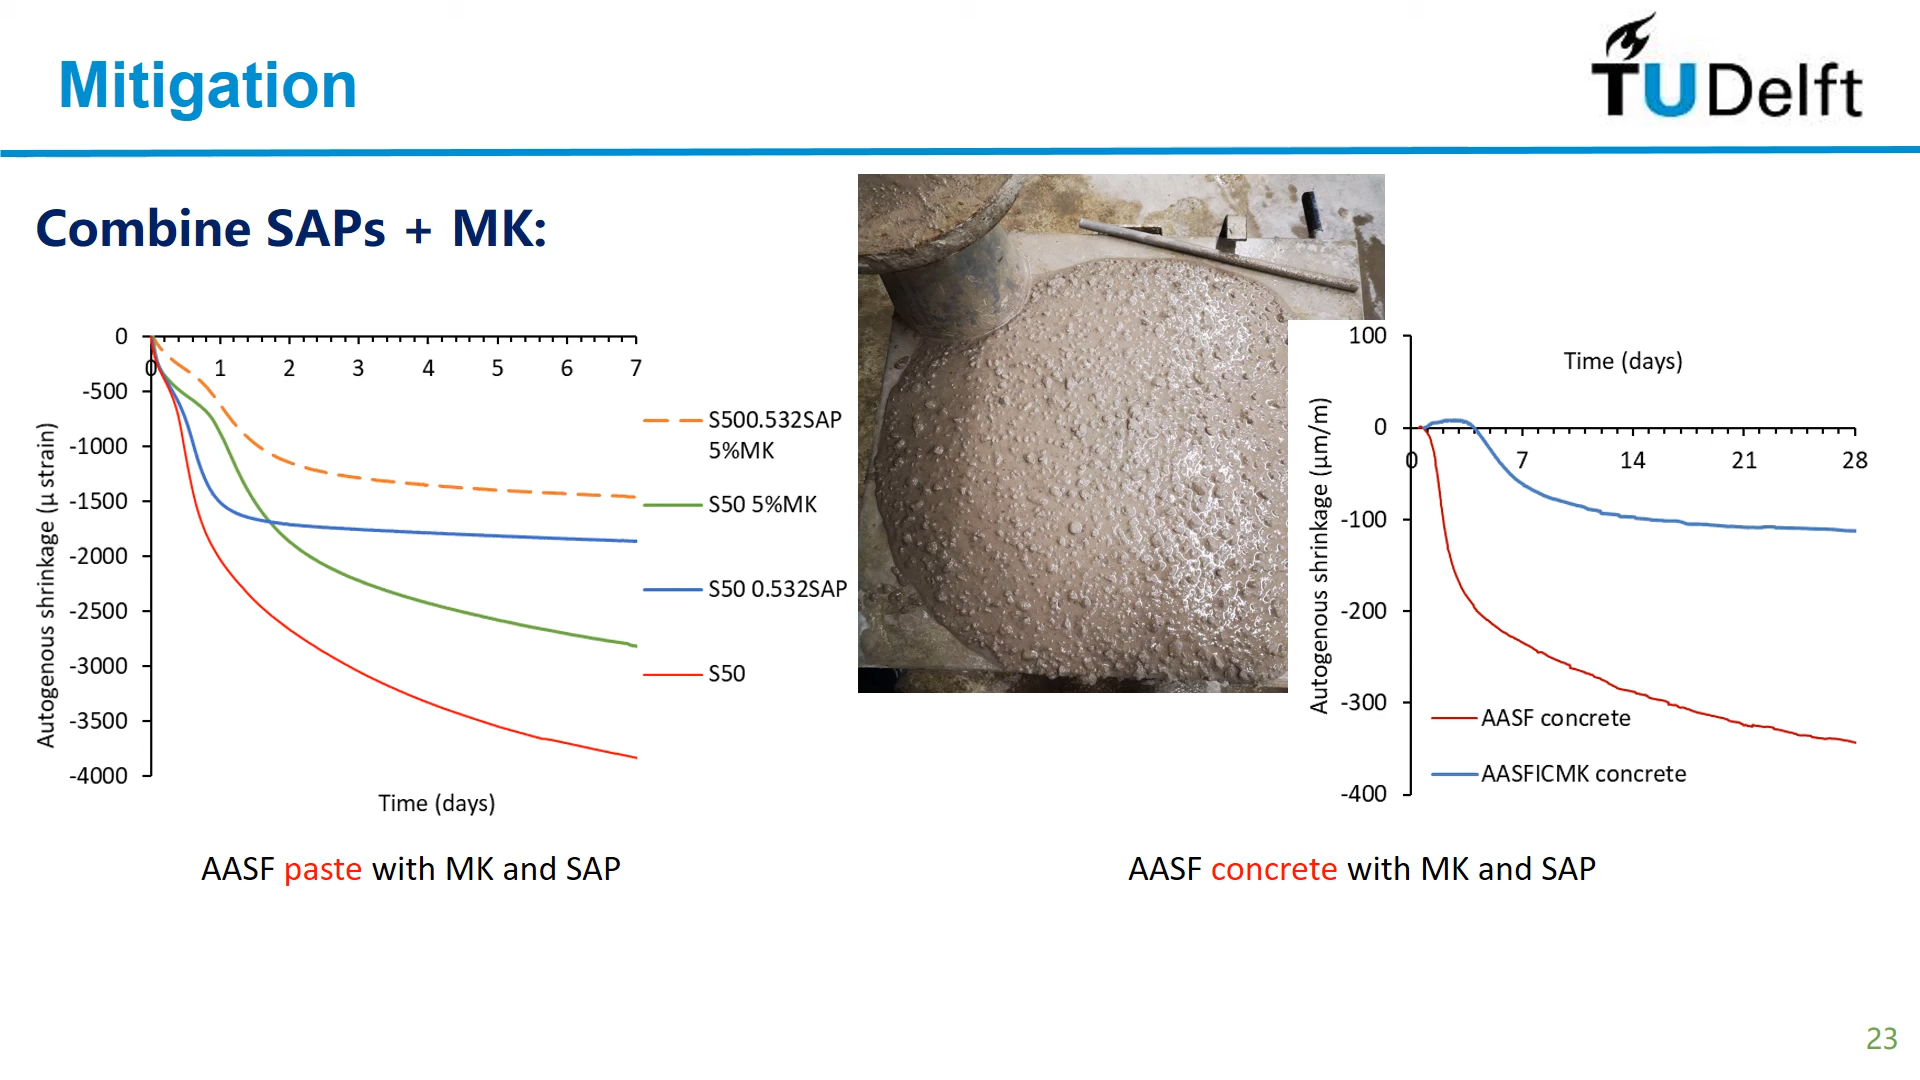 Mitigation
TU Delft
Combine SAPs + MK:
0
-500
-1000
-1500
-2000
-2500
-3000
-3500
-4000
0 1 2 3 4 5 6 7
Autogenous shrinkage (µ strain)
Time (days)
S500.532SAP
5%MK
S50 5%MK
S50 0.532SAP
S50
AASF paste with MK and SAP
100
0
-100
-200
-300
-400
0 7 14 21 28
Time (days)
Autogenous shrinkage (µm/m)
AASF concrete
AASFICMK concrete
AASF concrete with MK and SAP
23